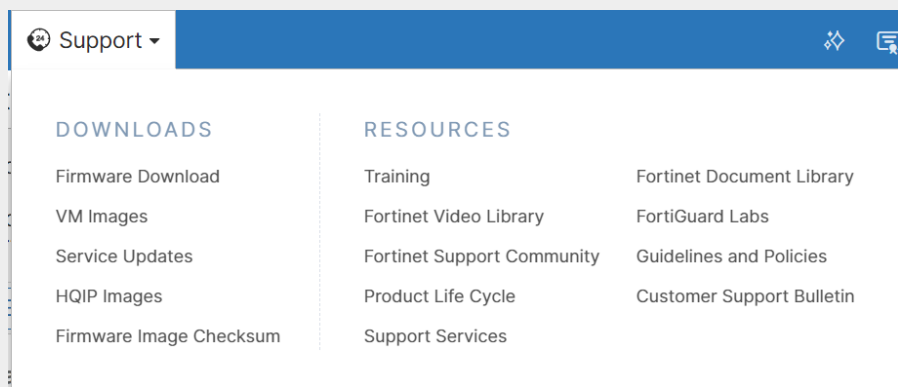 24 Support
DOWNLOADS
Firmware Download
VM Images
Service Updates
HQIP Images
Firmware Image Checksum
RESOURCES
Training
Fortinet Video Library
Fortinet Support Community
Product Life Cycle
Support Services
Fortinet Document Library
FortiGuard Labs
Guidelines and Policies
Customer Support Bulletin